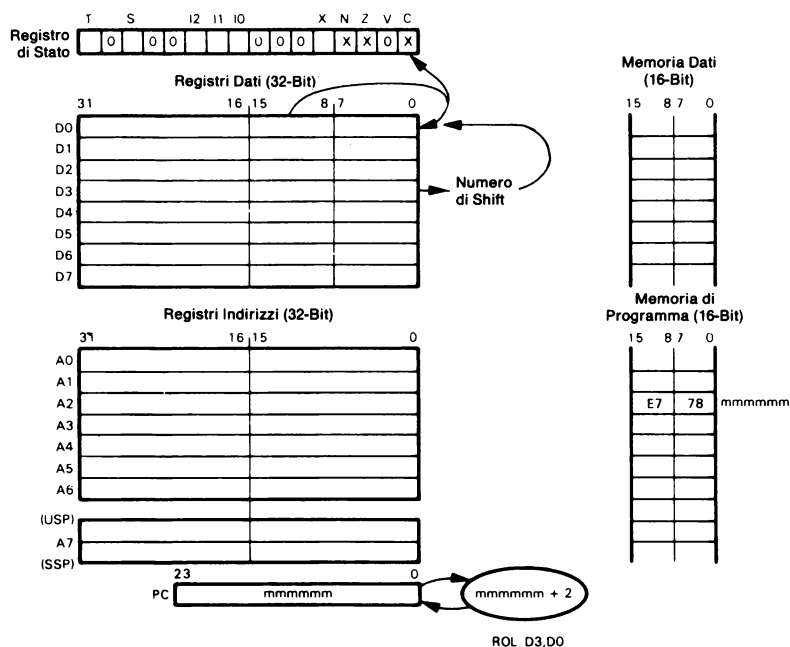 T S I2 I1 I0 X N Z V C
Registro di Stato
0 0 0 0 0 0 X X 0 X
Registri Dati (32-Bit)
31 16 15 8 7 0
D0
D1
D2
D3
D4
D5
D6
D7
Numero di Shift
Memoria Dati (16-Bit)
15 8 7 0
Registri Indirizzi (32-Bit)
31 16 15 0
A0
A1
A2
A3
A4
A5
A6
(USP)
A7
(SSP)
Memoria di Programma (16-Bit)
15 8 7 0
E7 78 mmmmmm
23 0
PC mmmmmm mmmmmm + 2
ROL D3,D0